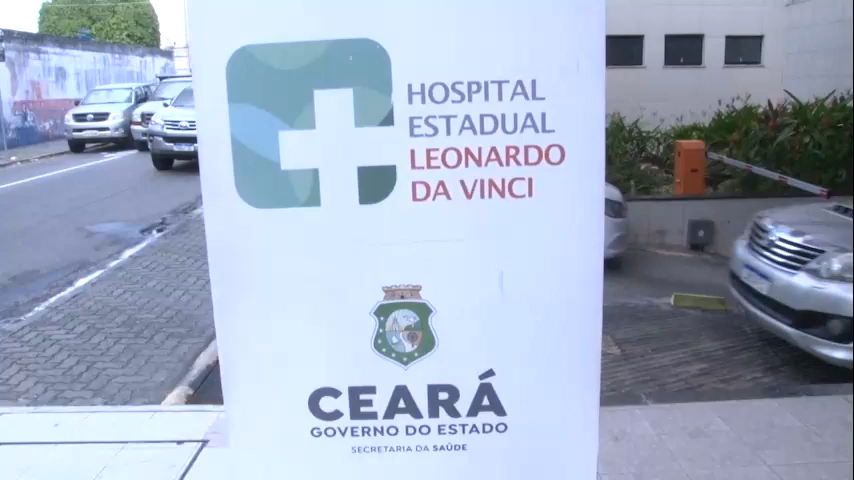 HOSPITAL
ESTADUAL
LEONARDO
DA VINCI
CEARÁ
GOVERNO DO ESTADO
SECRETARIA DA SAÚDE